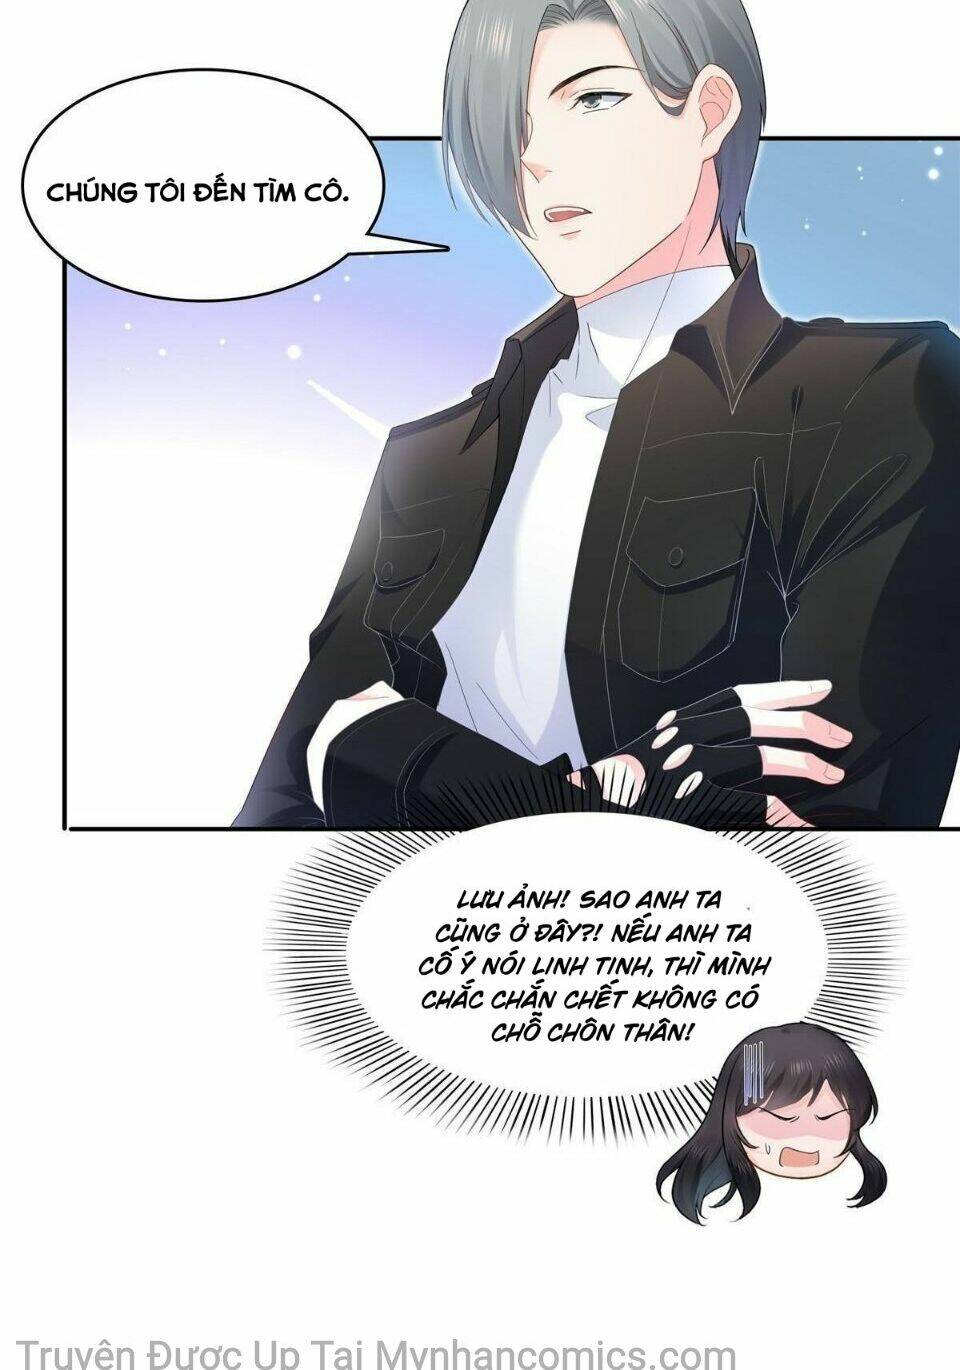 CHÚNG TÔI ĐẾN TÌM CÔ.
LƯU ẢNH! SAO ANH TA
CŨNG Ở ĐÂY?! NẾU ANH TA
CỐ Ý NÓI LINH TINH, THÌ MÌNH
CHẮC CHẮN CHẾT KHÔNG CÓ
CHỖ CHÔN THÂN!
Truyện Được Up Tại Mynhancomics.com